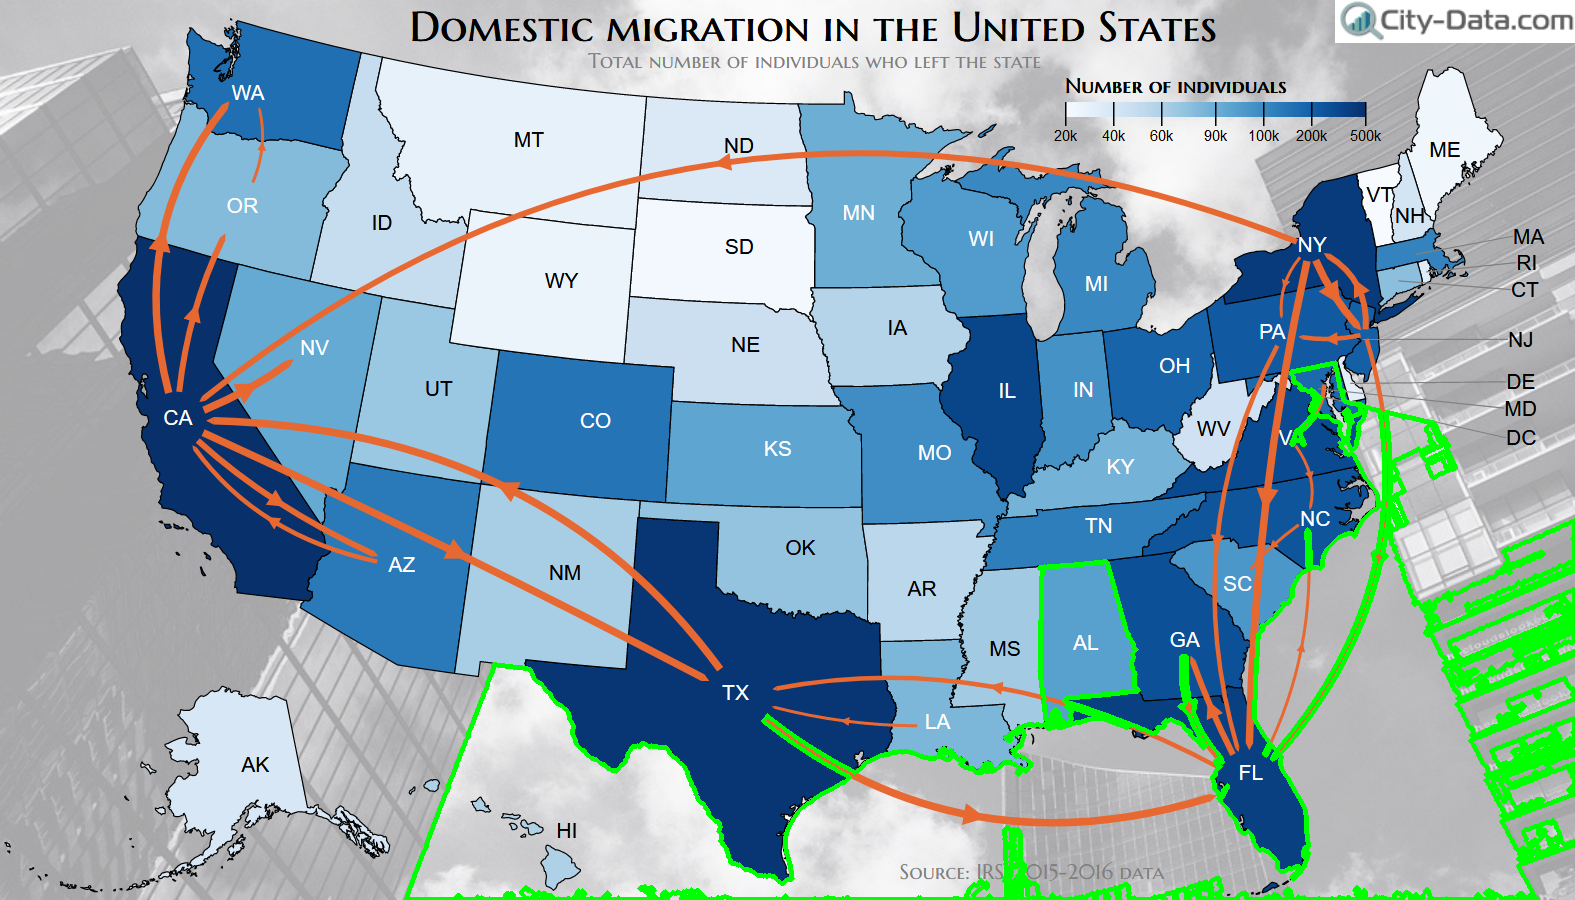 Domestic migration in the United States
City-Data.com
Total number of individuals who left the state
Number of individuals
20k 40k 60k 90k 100k 200k 500k
WA
MT
ND
ME
OR
ID
MN
VT
NH
WI
SD
NY
MA
RI
CT
WY
MI
IA
NV
NE
PA
NJ
UT
OH
IL
IN
DE
MD
CA
CO
WV
DC
V
KS
MO
KY
NC
TN
OK
AZ
NM
AR
SC
GA
AL
MS
TX
LA
FL
AK
HI
Source: IRS 2015-2016 data